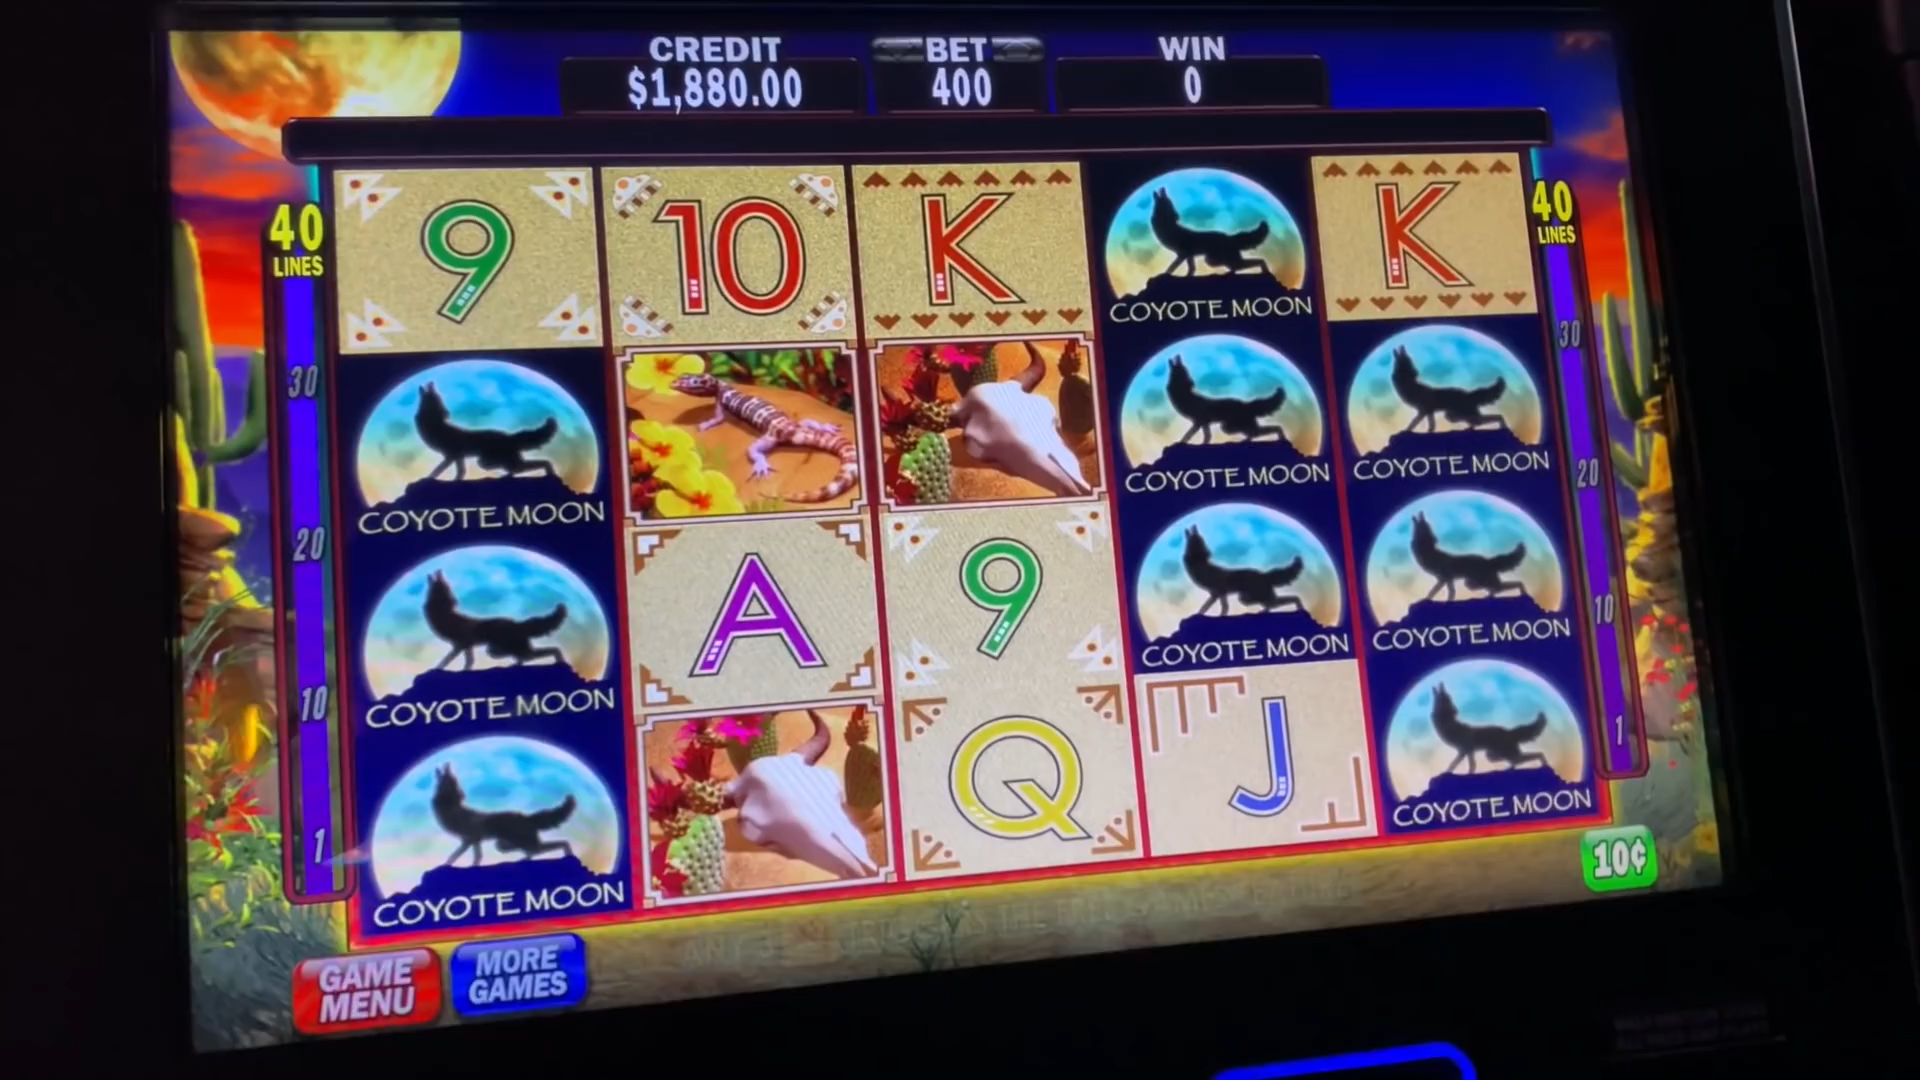 CREDIT BET WIN
$1,880.00 400 0
40 LINES
40 LINES
9 10 K COYOTE MOON K
30
30
COYOTE MOON COYOTE MOON COYOTE MOON
20
20
COYOTE MOON A 9 COYOTE MOON COYOTE MOON
10
10
COYOTE MOON Q J COYOTE MOON
1
1
10¢
GAME MENU
MORE GAMES